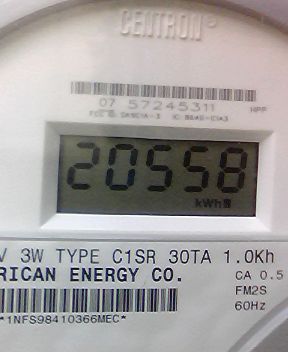 CENTRON®
07 57245311 NPP
20558
kWh
V 3W TYPE C1SR 30TA 1.0Kh
RICAN ENERGY CO. CA 0.5
FM2S
*1NFS98410366MEC* 60Hz